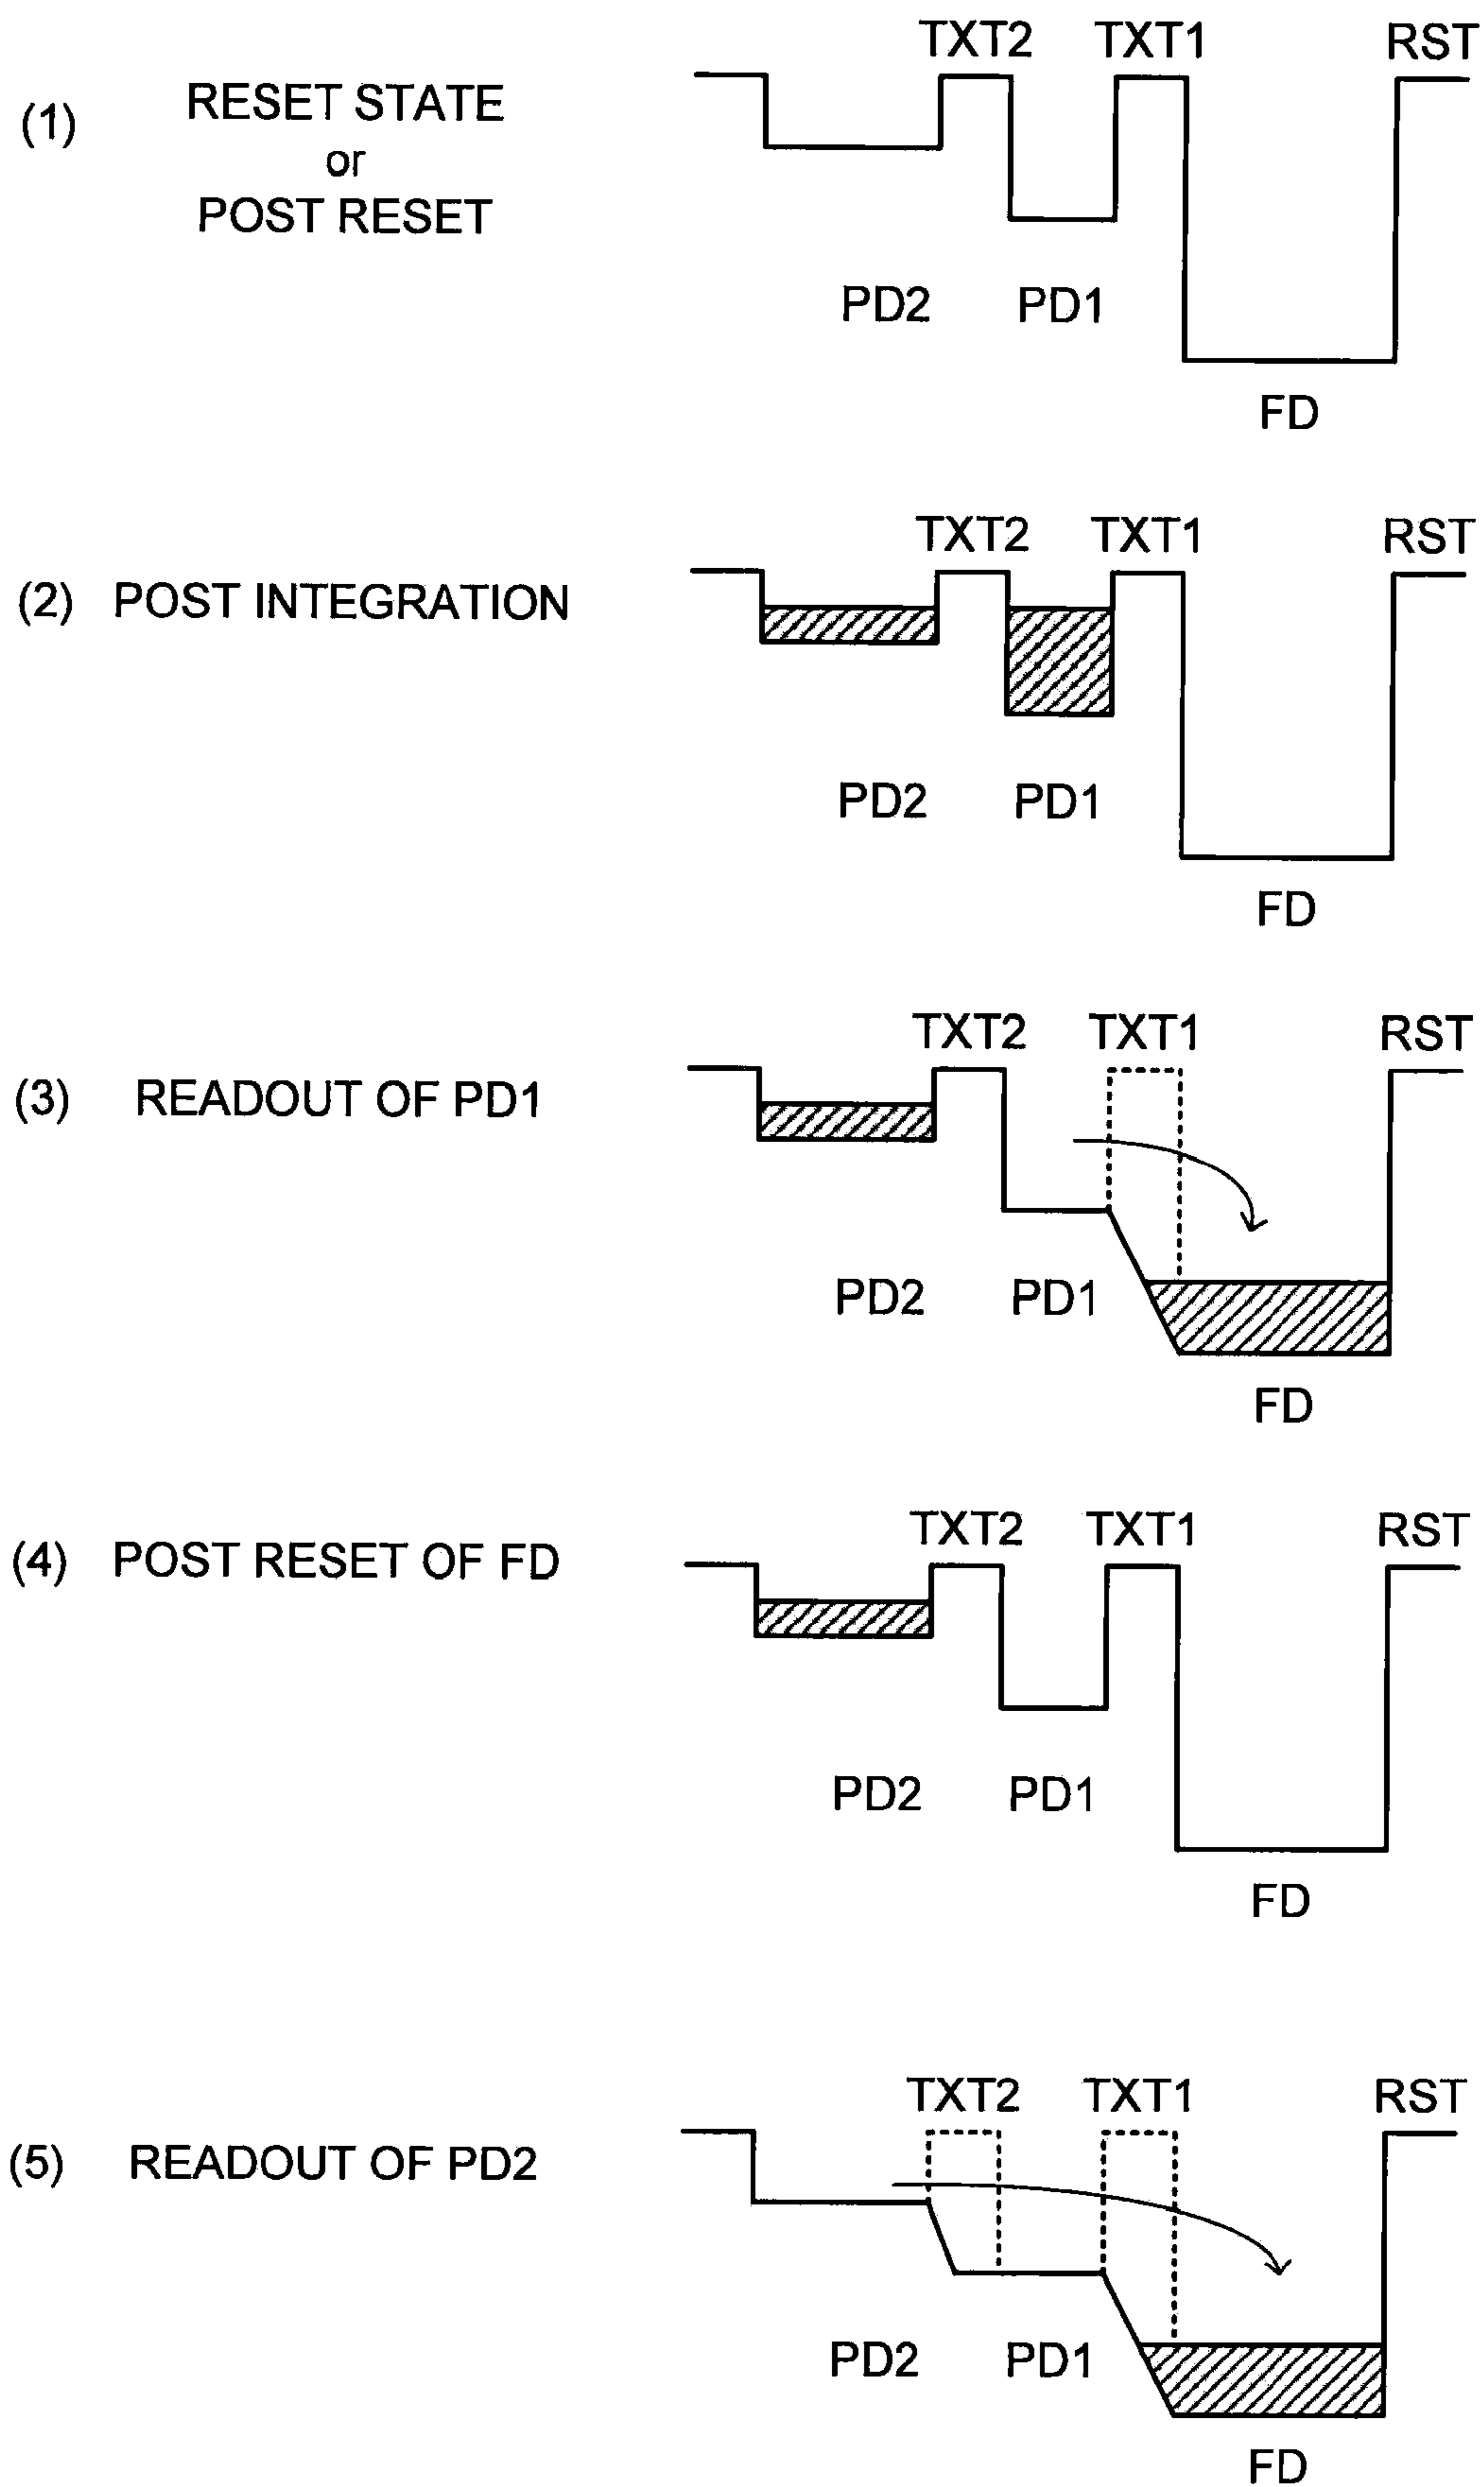 TXT2 TXT1 RST
(1) RESET STATE
or
POST RESET
PD2 PD1
FD
TXT2 TXT1 RST
(2) POST INTEGRATION
PD2 PD1
FD
TXT2 TXT1 RST
(3) READOUT OF PD1
PD2 PD1
FD
TXT2 TXT1 RST
(4) POST RESET OF FD
PD2 PD1
FD
TXT2 TXT1 RST
(5) READOUT OF PD2
PD2 PD1
FD